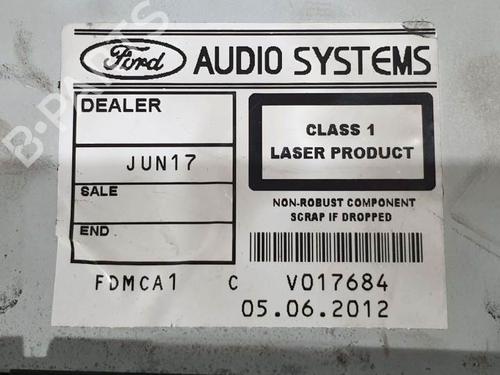 Ford AUDIO SYSTEMS
DEALER
JUN17
SALE
END
CLASS 1
LASER PRODUCT
NON-ROBUST COMPONENT
SCRAP IF DROPPED
FDMCA1 C V017684
05.06.2012
B-PARTS